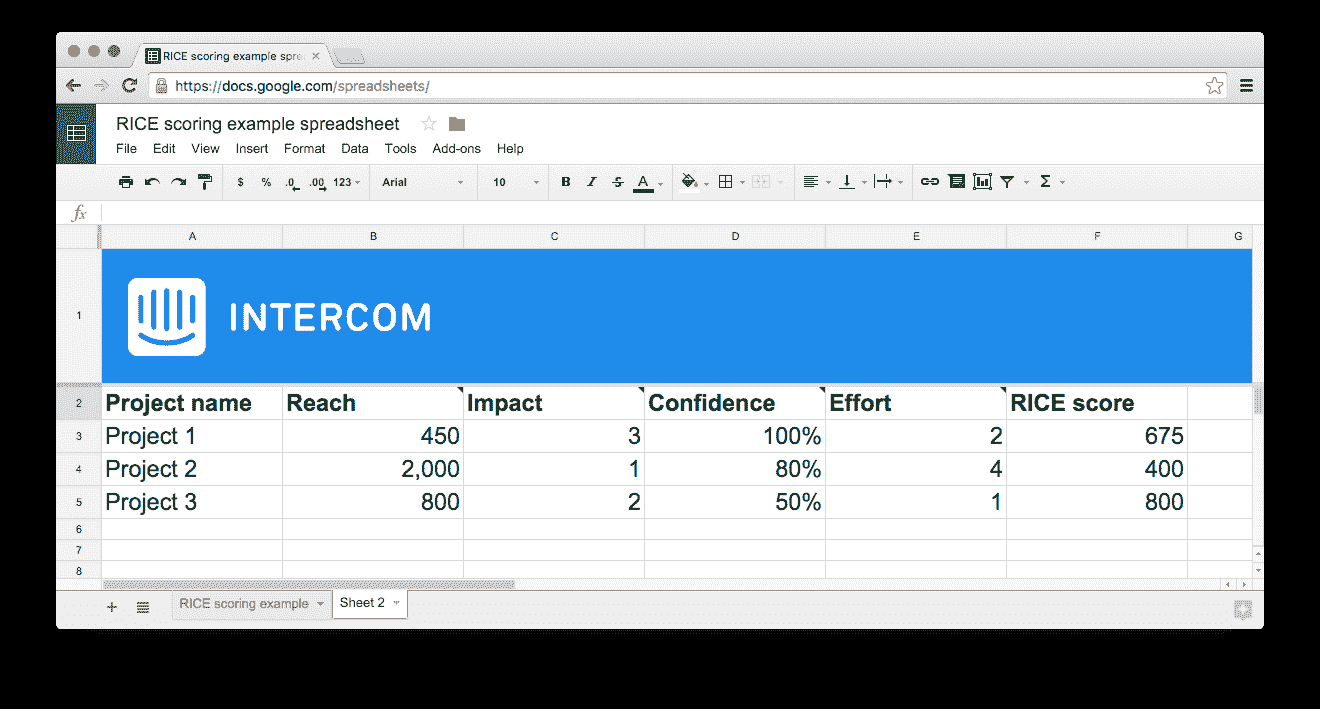 RICE scoring example spre
https://docs.google.com/spreadsheets/
RICE scoring example spreadsheet
File Edit View Insert Format Data Tools Add-ons Help
$ % .0 .00 123 Arial 10 B I S A Σ
fx
A B C D E F G
1 INTERCOM
2 Project name Reach Impact Confidence Effort RICE score
3 Project 1 450 3 100% 2 675
4 Project 2 2,000 1 80% 4 400
5 Project 3 800 2 50% 1 800
6
7
8
+ RICE scoring example Sheet 2